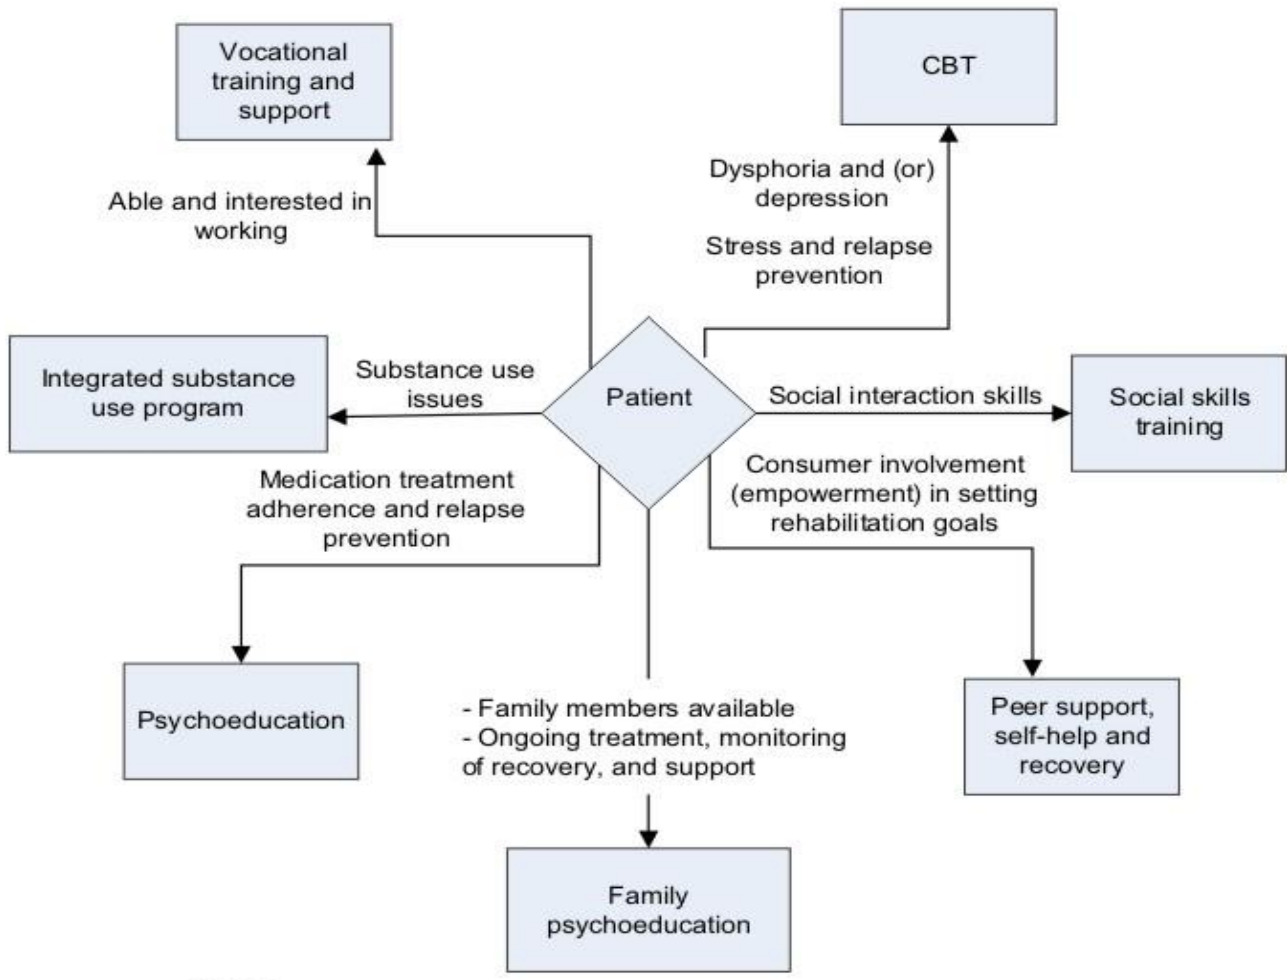 Vocational
training and
support
CBT
Dysphoria and (or)
depression
Able and interested in
working
Stress and relapse
prevention
Integrated substance
use program
Substance use
issues
Patient
Social interaction skills
Social skills
training
Medication treatment
adherence and relapse
prevention
Consumer involvement
(empowerment) in setting
rehabilitation goals
Psychoeducation
- Family members available
- Ongoing treatment, monitoring
of recovery, and support
Peer support,
self-help and
recovery
Family
psychoeducation